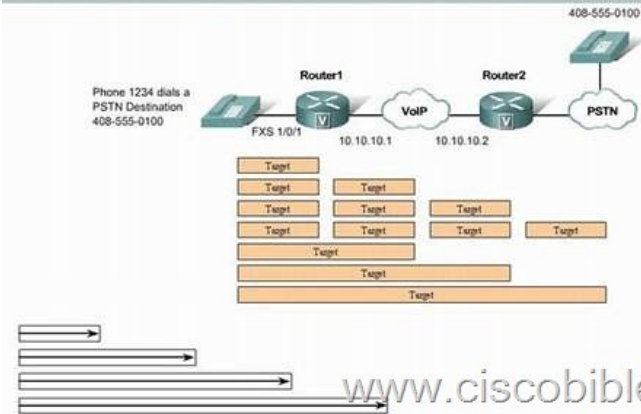 408-555-0100
Phone 1234 dials a
PSTN Destination
408-555-0100
Router1
Router2
V
VoIP
V
PSTN
FXS 1/0/1
10.10.10.1
10.10.10.2
Target
Target Target
Target Target Target
Target Target Target Target
Target
Target
Target
www.ciscobible